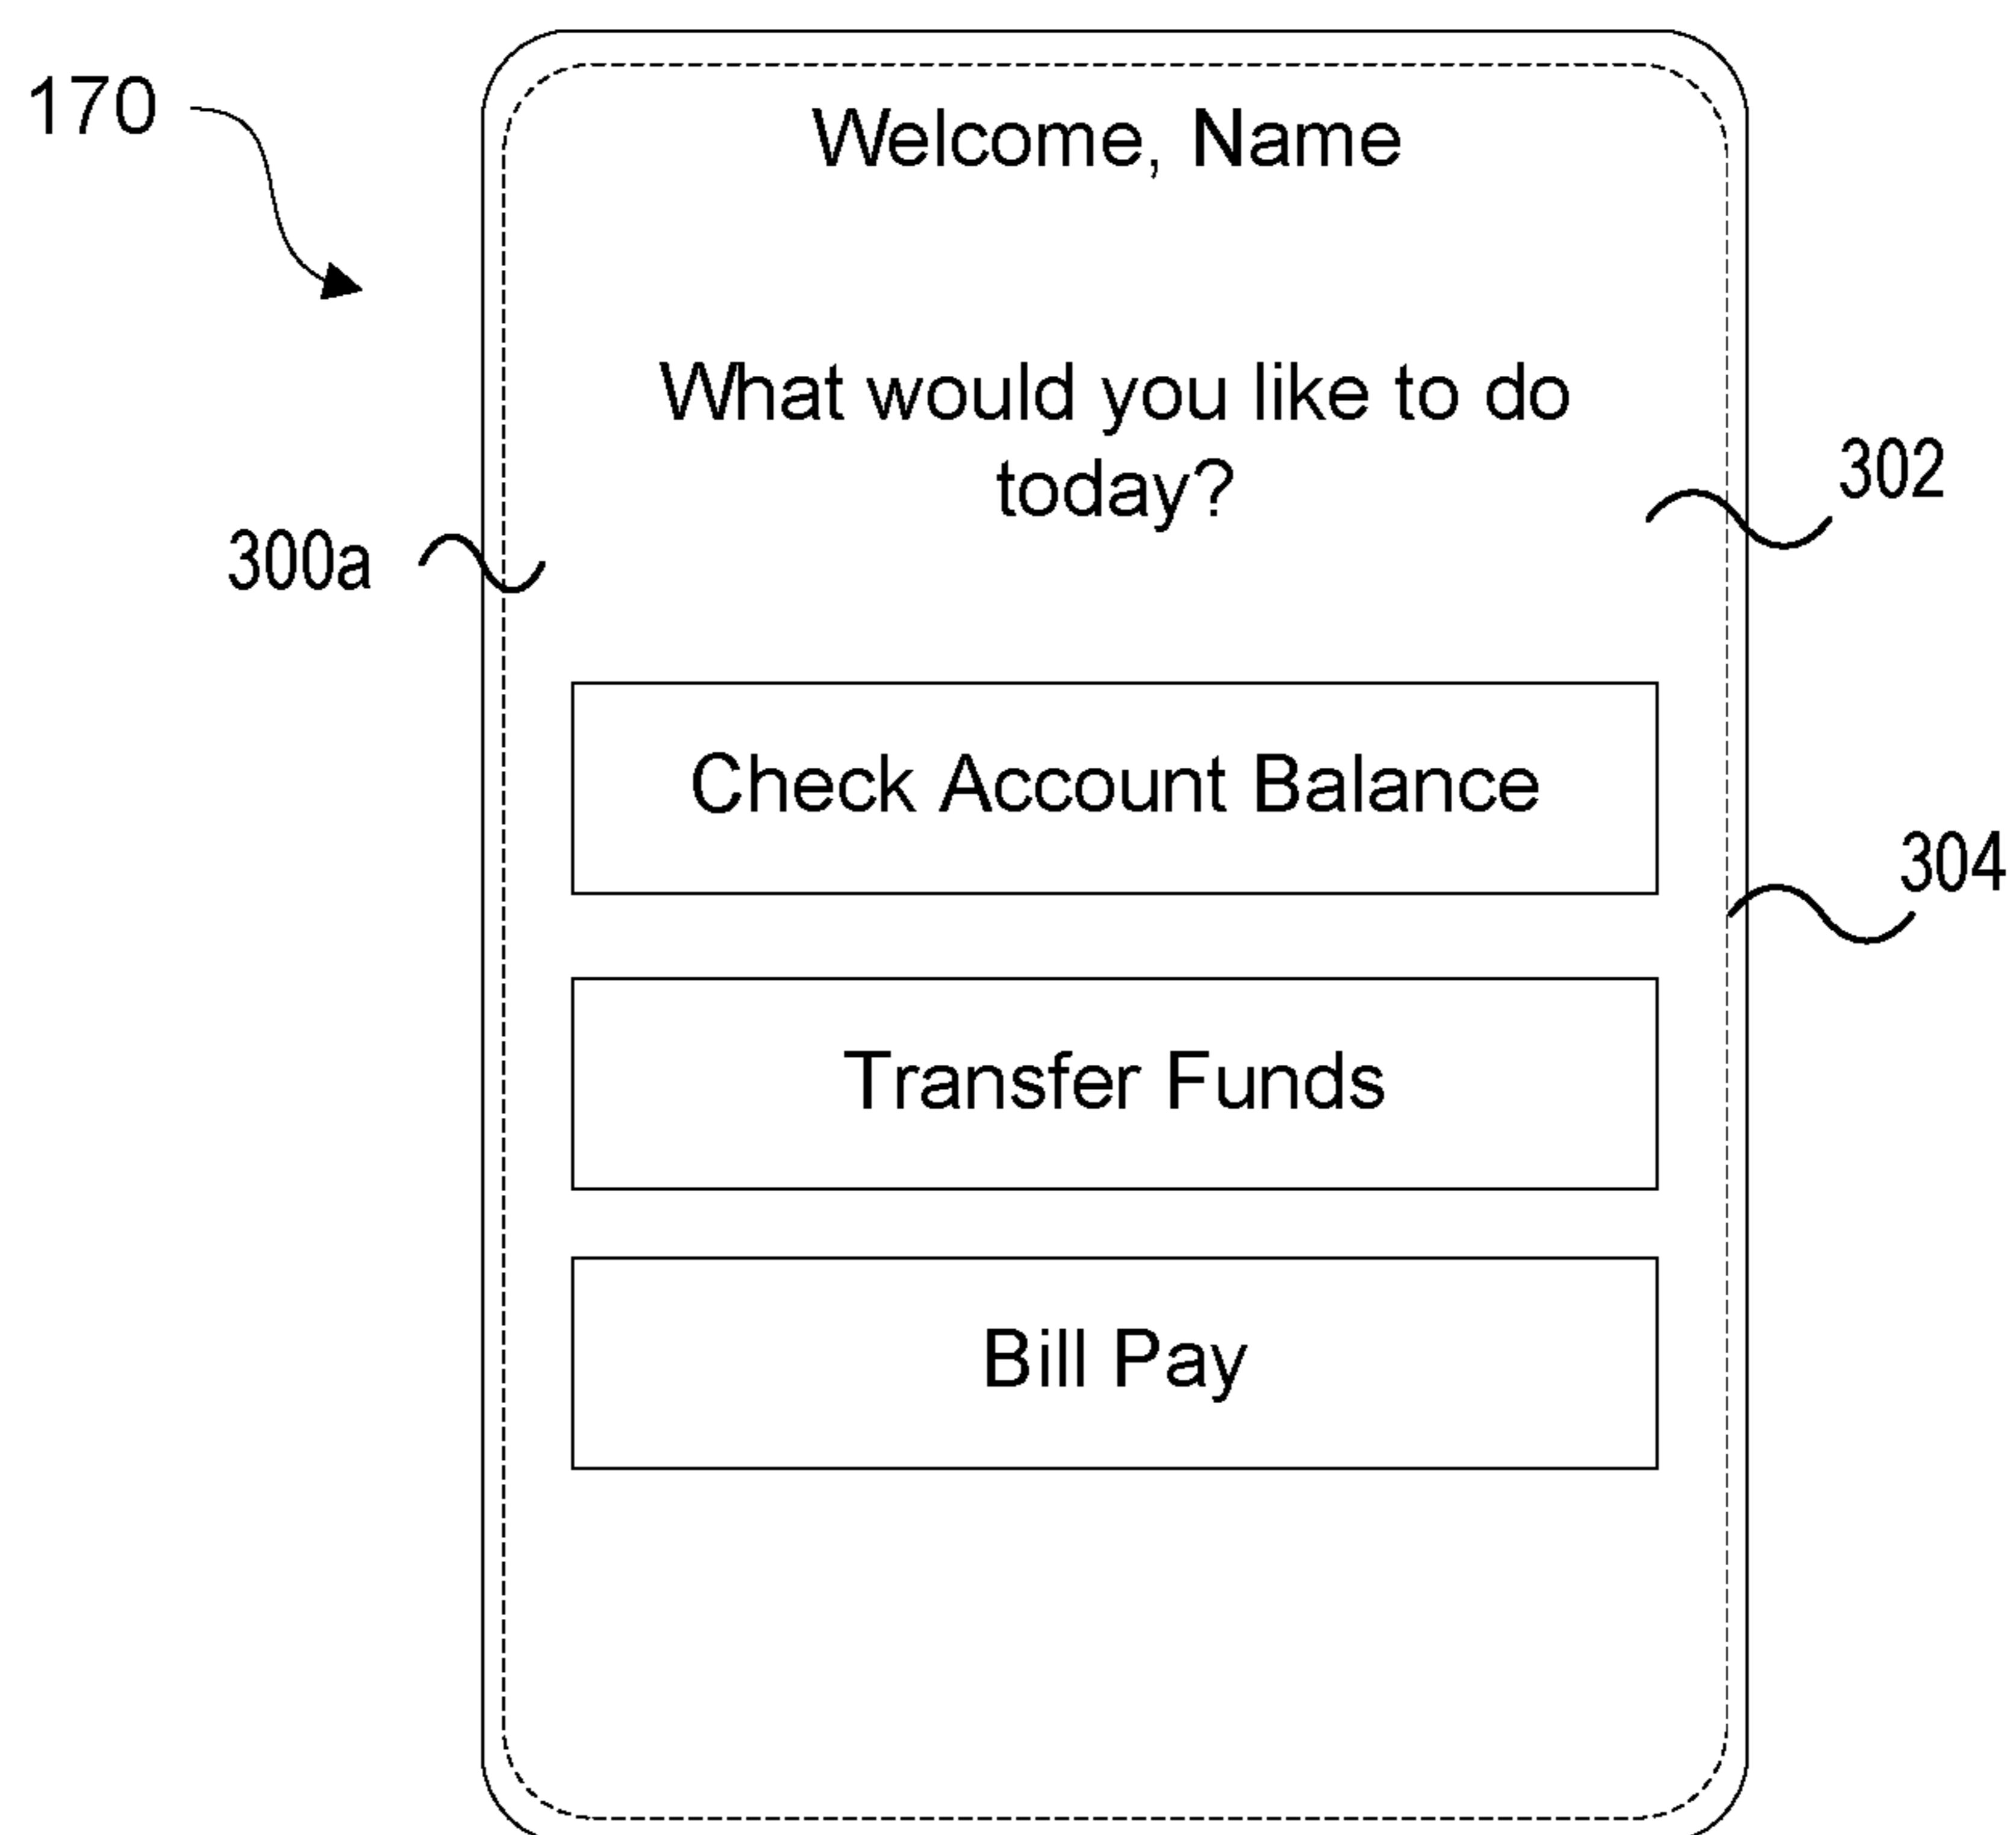 170
Welcome, Name
What would you like to do
today?
302
300a
Check Account Balance
304
Transfer Funds
Bill Pay